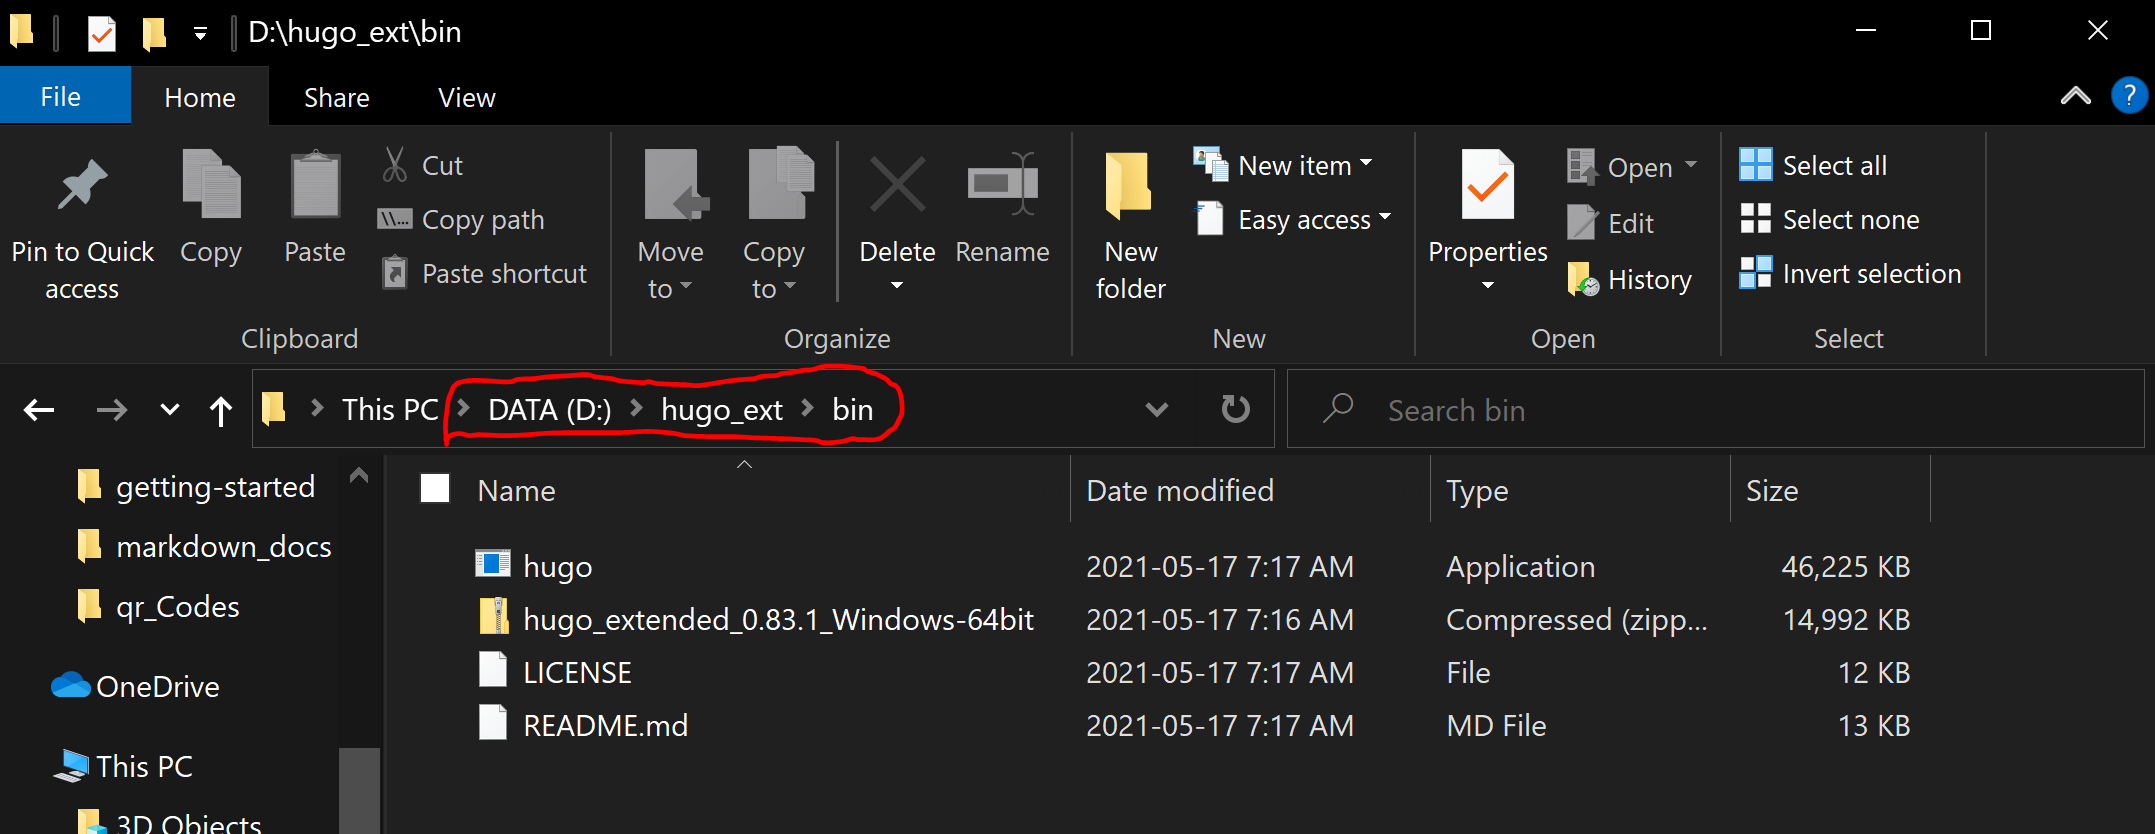 D:\hugo_ext\bin
File Home Share View
Pin to Quick access
Copy
Paste
Cut
Copy path
Paste shortcut
Clipboard
Move to
Copy to
Delete
Rename
Organize
New folder
New item
Easy access
New
Properties
Open
Edit
History
Open
Select all
Select none
Invert selection
Select
This PC DATA (D:) hugo_ext bin
Search bin
getting-started
markdown_docs
qr_Codes
OneDrive
This PC
3D Objects
Name Date modified Type Size
hugo 2021-05-17 7:17 AM Application 46,225 KB
hugo_extended_0.83.1_Windows-64bit 2021-05-17 7:16 AM Compressed (zipp... 14,992 KB
LICENSE 2021-05-17 7:17 AM File 12 KB
README.md 2021-05-17 7:17 AM MD File 13 KB